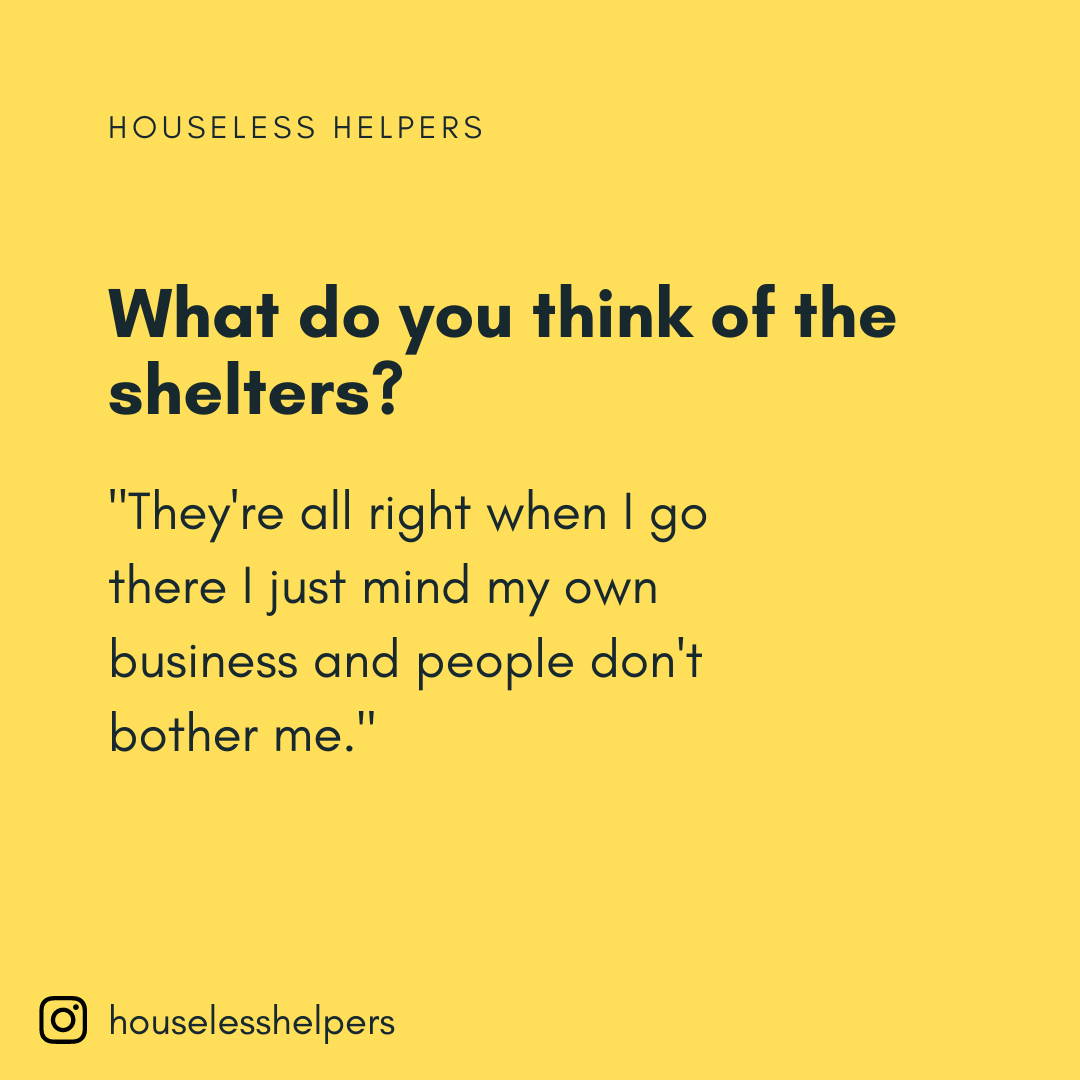 HOUSELESS HELPERS
What do you think of the
shelters?
"They're all right when I go
there I just mind my own
business and people don't
bother me."
houselesshelpers